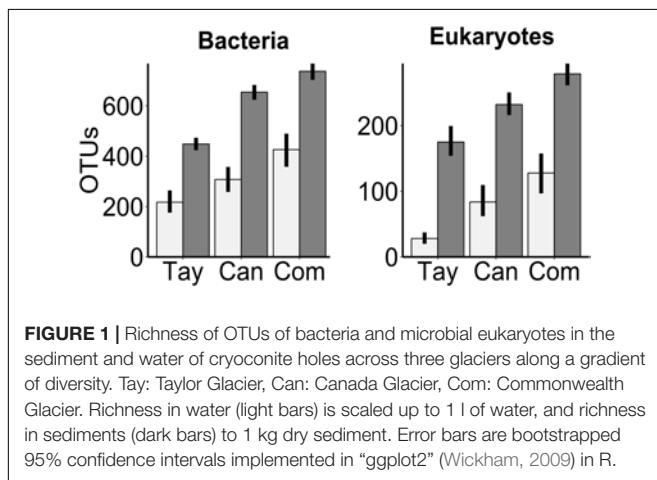 Bacteria
Eukaryotes
OTUs
600
400
200
0
Tay Can Com
200
100
0
Tay Can Com
FIGURE 1 | Richness of OTUs of bacteria and microbial eukaryotes in the
sediment and water of cryoconite holes across three glaciers along a gradient
of diversity. Tay: Taylor Glacier, Can: Canada Glacier, Com: Commonwealth
Glacier. Richness in water (light bars) is scaled up to 1 l of water, and richness
in sediments (dark bars) to 1 kg dry sediment. Error bars are bootstrapped
95% confidence intervals implemented in “ggplot2” (Wickham, 2009) in R.